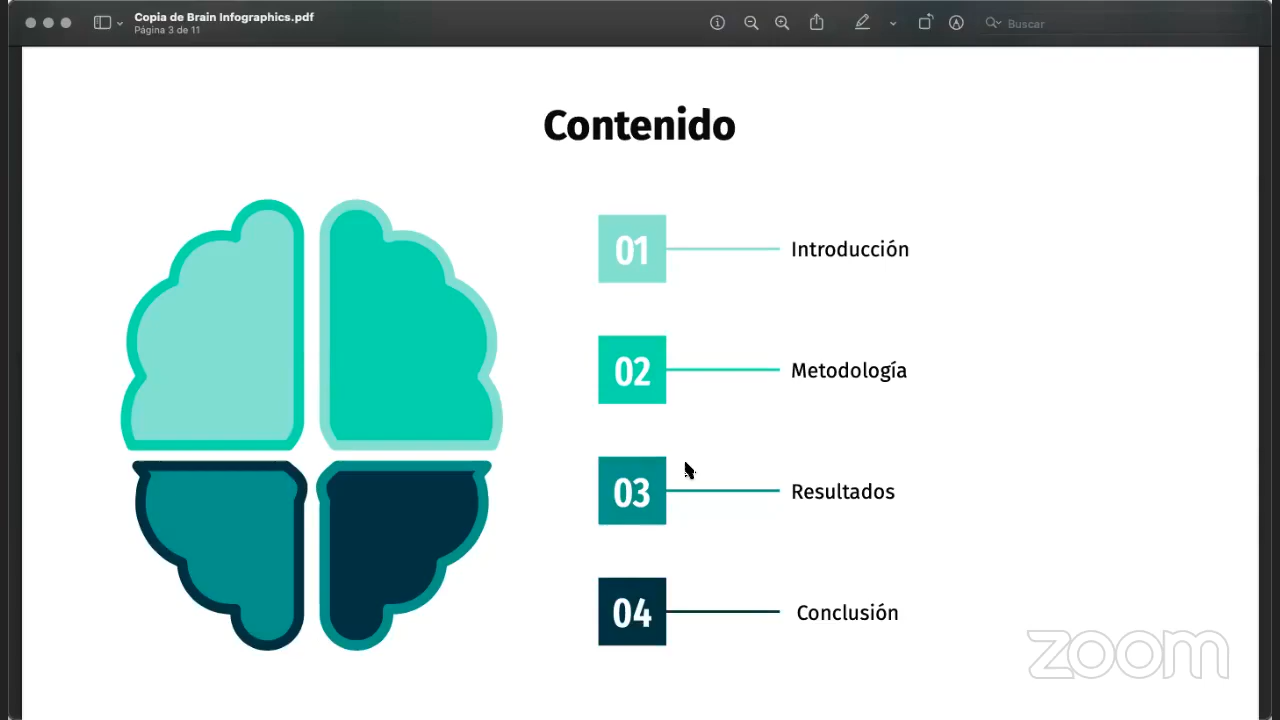 Copia de Brain Infographics.pdf
Página 3 de 11
Buscar
Contenido
01 Introducción
02 Metodología
03 Resultados
04 Conclusión
zoom